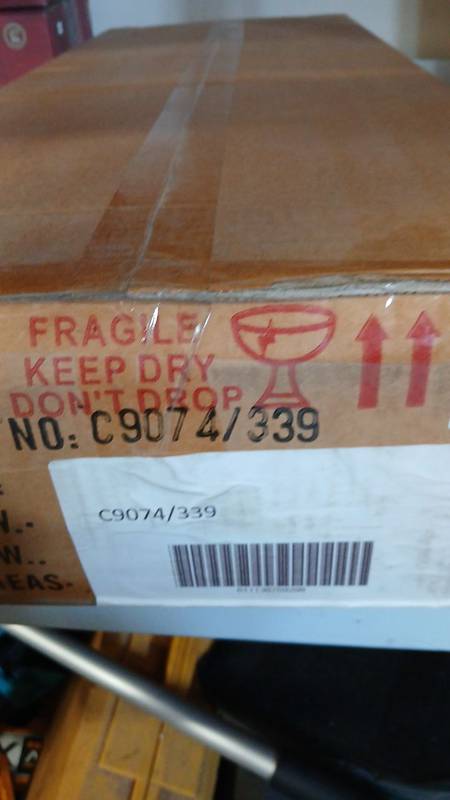 FRAGILE
KEEP DRY
DON'T DROP
NO: C9074/339
C9074/339